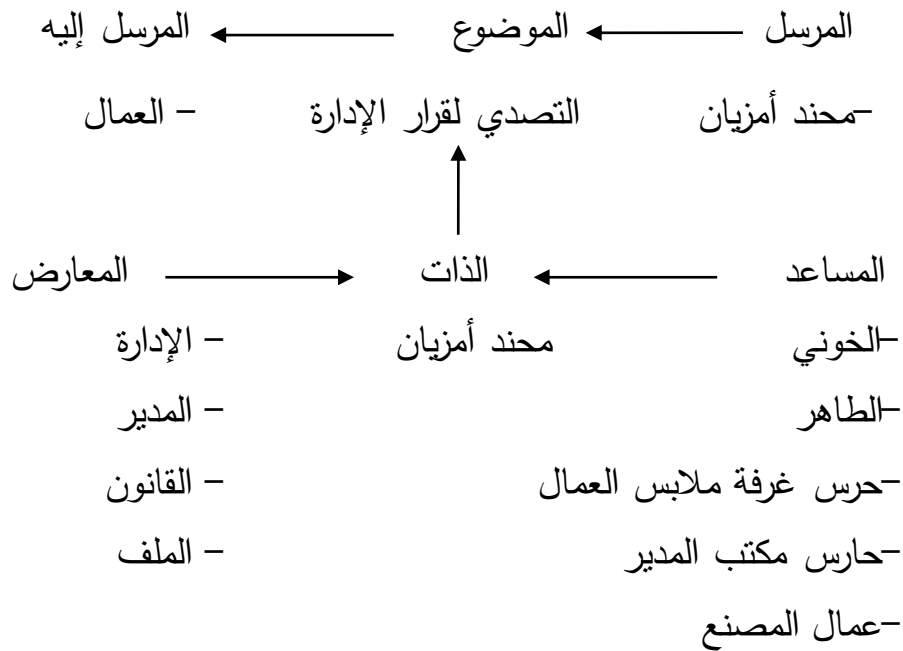 المرسل الموضوع المرسل إليه
-محند أمزيان التصدي لقرار الإدارة - العمال
المساعد الذات المعارض
-الخوني محند أمزيان - الإدارة
-الطاهر - المدير
-حرس غرفة ملابس العمال - القانون
-حارس مكتب المدير - الملف
-عمال المصنع